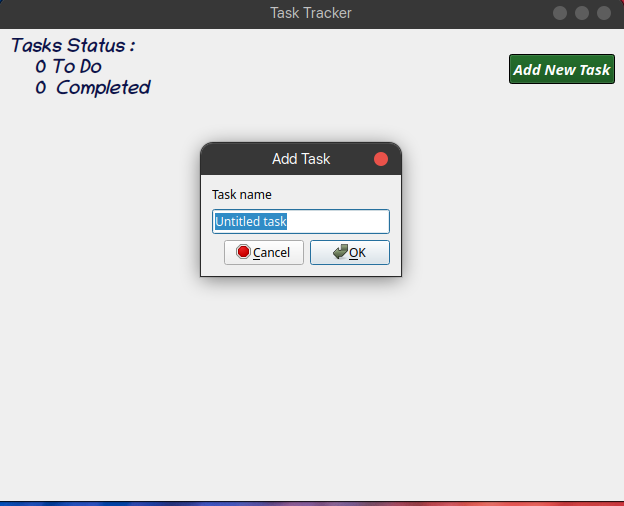 Task Tracker
Tasks Status :
0 To Do
0 Completed
Add New Task
Add Task
Task name
Untitled task
Cancel
OK